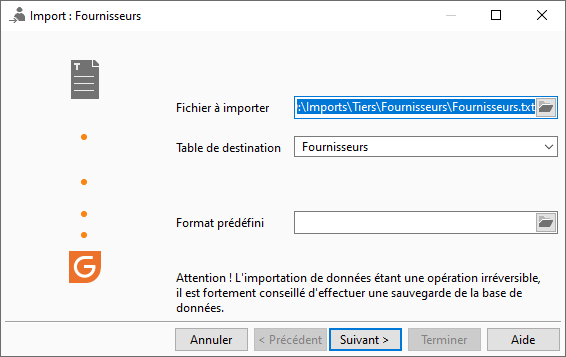 Import : Fournisseurs
T
Fichier à importer :\Imports\Tiers\Fournisseurs\Fournisseurs.txt
Table de destination Fournisseurs
Format prédéfini
G
Attention ! L'importation de données étant une opération irréversible,
il est fortement conseillé d'effectuer une sauvegarde de la base de
données.
Annuler < Précédent Suivant > Terminer Aide